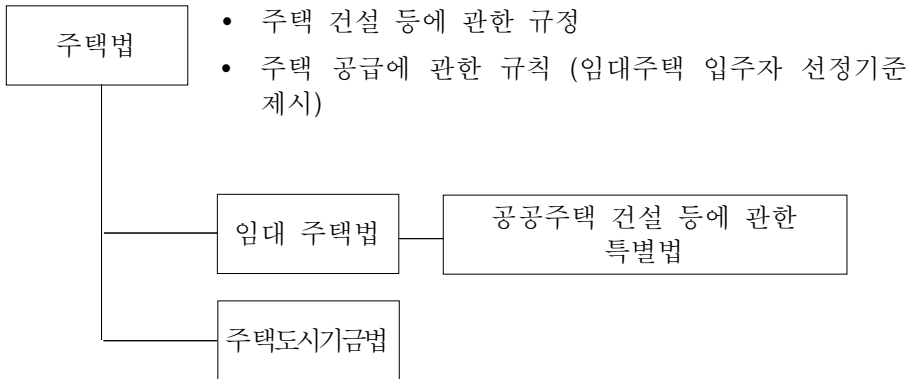 주택법
• 주택 건설 등에 관한 규정
• 주택 공급에 관한 규칙 (임대주택 입주자 선정기준
제시)
임대 주택법
공공주택 건설 등에 관한
특별법
주택도시기금법